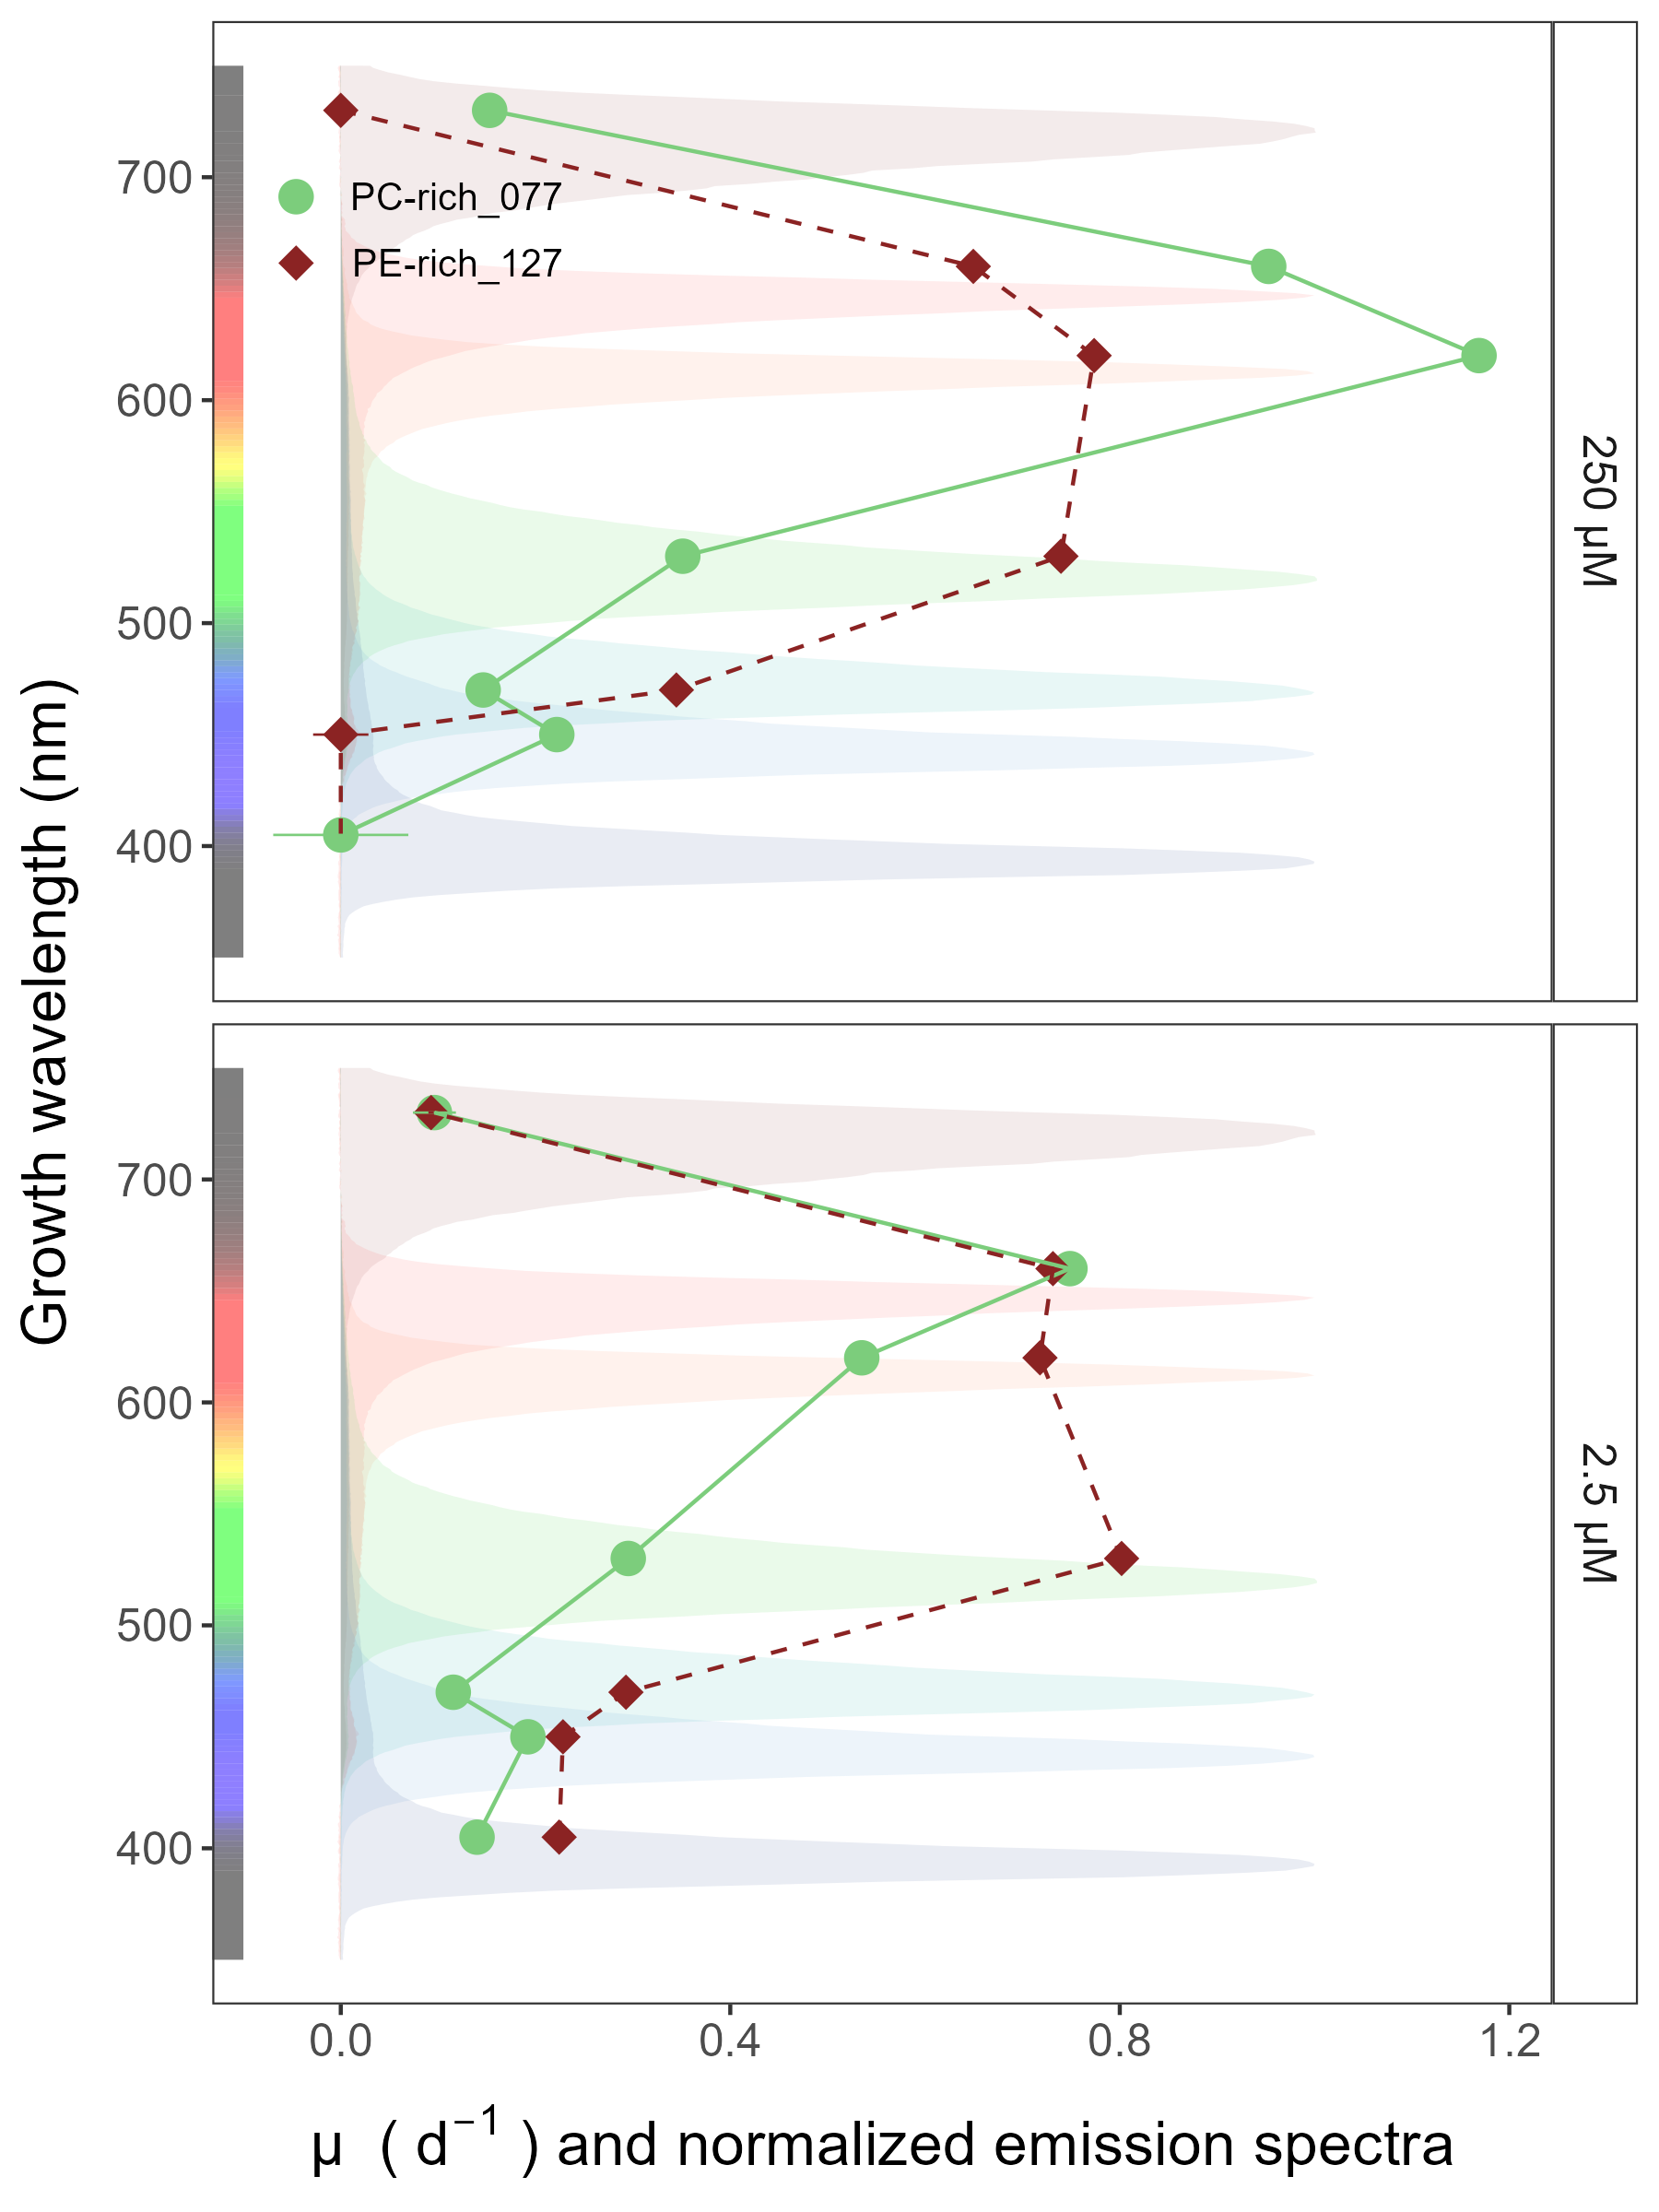 Growth wavelength (nm)
700
600
500
400
PC-rich_077
PE-rich_127
250 µM
700
600
500
400
2.5 µM
0.0 0.4 0.8 1.2
µ ( d⁻¹ ) and normalized emission spectra